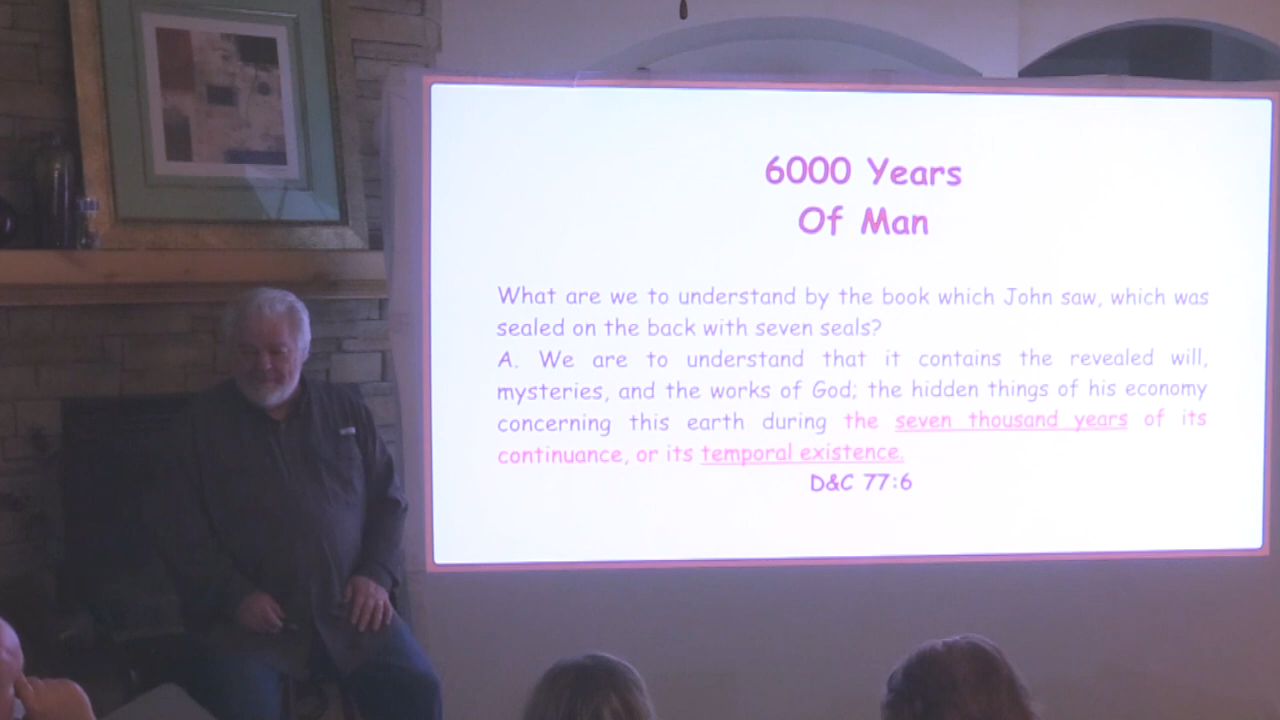 6000 Years
Of Man
What are we to understand by the book which John saw, which was
sealed on the back with seven seals?
A. We are to understand that it contains the revealed will,
mysteries, and the works of God; the hidden things of his economy
concerning this earth during the seven thousand years of its
continuance, or its temporal existence.
D&C 77:6